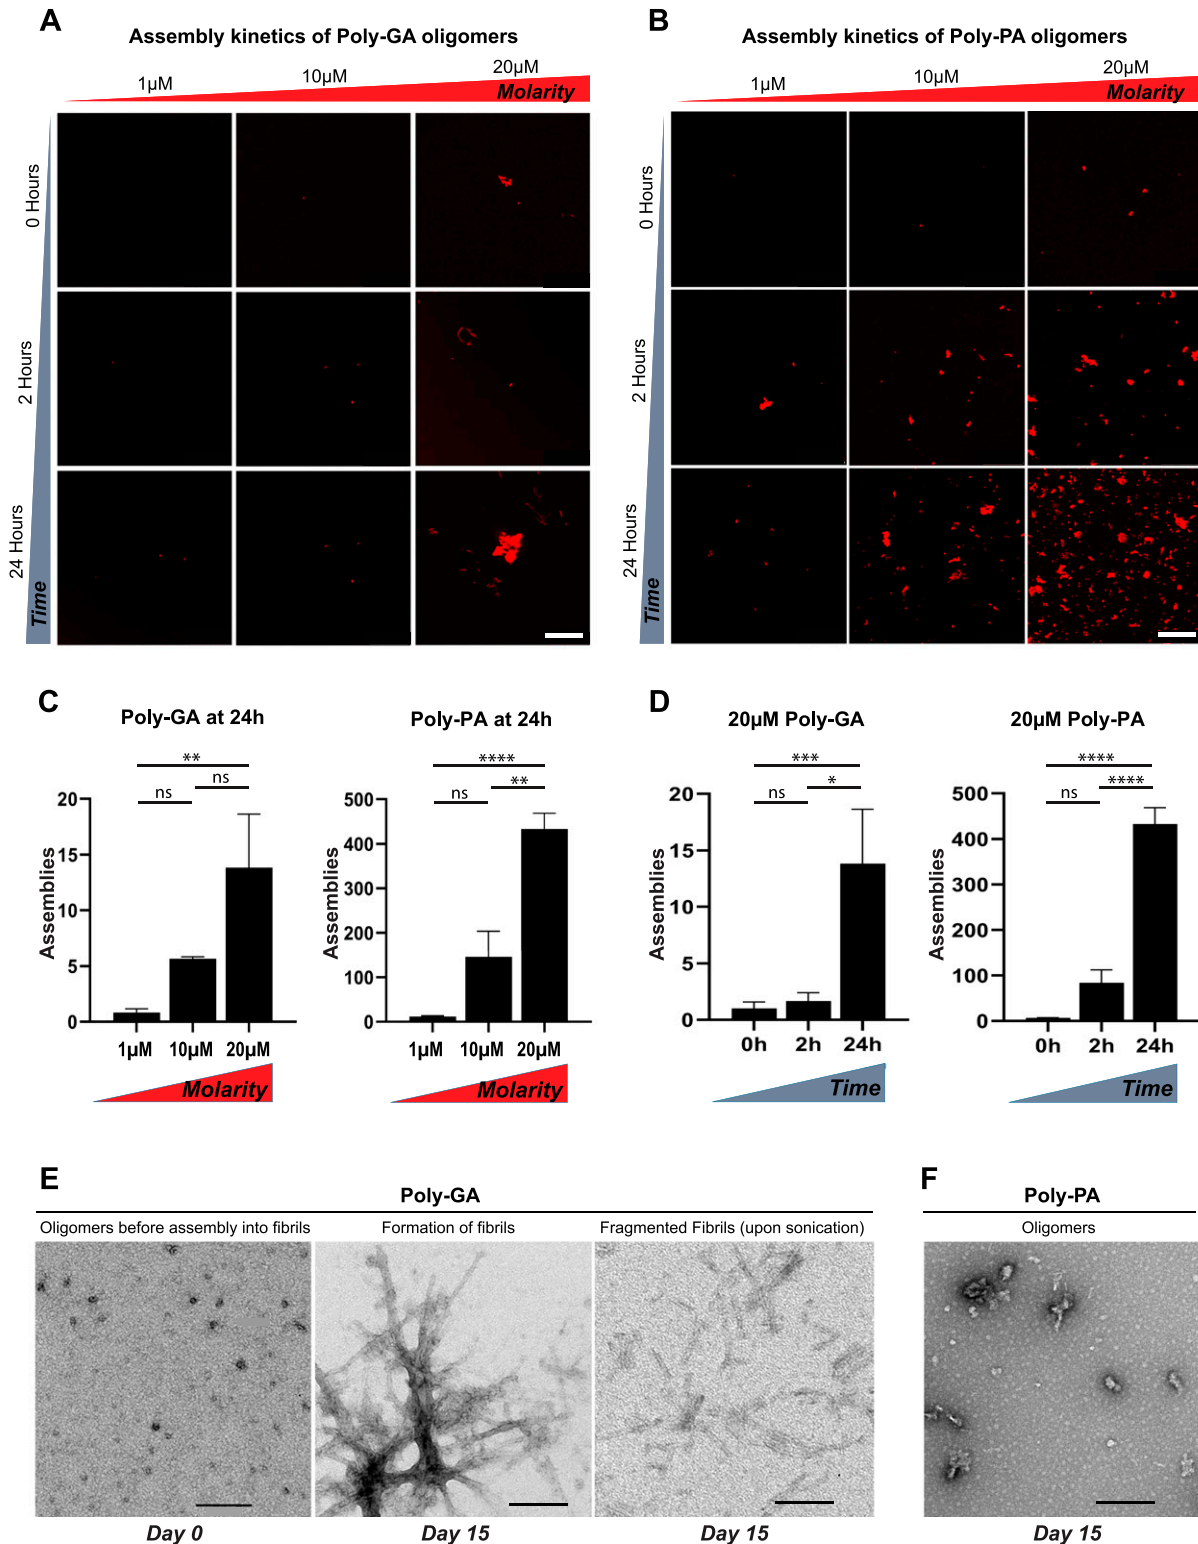 A
Assembly kinetics of Poly-GA oligomers
1µM
10µM
20µM
Molarity
0 Hours
2 Hours
24 Hours
Time
B
Assembly kinetics of Poly-PA oligomers
1µM
10µM
20µM
Molarity
0 Hours
2 Hours
24 Hours
Time
C
Poly-GA at 24h
**
ns
ns
20
15
10
5
0
Assemblies
1µM 10µM 20µM
Molarity
Poly-PA at 24h
****
ns
**
500
400
300
200
100
0
Assemblies
1µM 10µM 20µM
Molarity
D
20µM Poly-GA
***
ns
*
20
15
10
5
0
Assemblies
0h 2h 24h
Time
20µM Poly-PA
****
ns
****
500
400
300
200
100
0
Assemblies
0h 2h 24h
Time
E
Poly-GA
Oligomers before assembly into fibrils
Formation of fibrils
Fragmented Fibrils (upon sonication)
Day 0
Day 15
Day 15
F
Poly-PA
Oligomers
Day 15